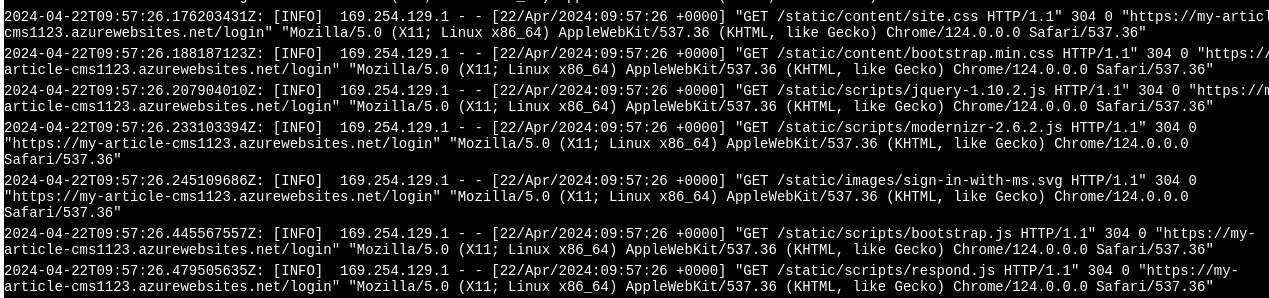 2024-04-22T09:57:26.176203431Z: [INFO]  169.254.129.1 - - [22/Apr/2024:09:57:26 +0000] "GET /static/content/site.css HTTP/1.1" 304 0 "https://my-articl
cms1123.azurewebsites.net/login" "Mozilla/5.0 (X11; Linux x86_64) AppleWebKit/537.36 (KHTML, like Gecko) Chrome/124.0.0.0 Safari/537.36"
2024-04-22T09:57:26.188187123Z: [INFO]  169.254.129.1 - - [22/Apr/2024:09:57:26 +0000] "GET /static/content/bootstrap.min.css HTTP/1.1" 304 0 "https:/
article-cms1123.azurewebsites.net/login" "Mozilla/5.0 (X11; Linux x86_64) AppleWebKit/537.36 (KHTML, like Gecko) Chrome/124.0.0.0 Safari/537.36"
2024-04-22T09:57:26.207904010Z: [INFO]  169.254.129.1 - - [22/Apr/2024:09:57:26 +0000] "GET /static/scripts/jquery-1.10.2.js HTTP/1.1" 304 0 "https://m
article-cms1123.azurewebsites.net/login" "Mozilla/5.0 (X11; Linux x86_64) AppleWebKit/537.36 (KHTML, like Gecko) Chrome/124.0.0.0 Safari/537.36"
2024-04-22T09:57:26.233103394Z: [INFO]  169.254.129.1 - - [22/Apr/2024:09:57:26 +0000] "GET /static/scripts/modernizr-2.6.2.js HTTP/1.1" 304 0
"https://my-article-cms1123.azurewebsites.net/login" "Mozilla/5.0 (X11; Linux x86_64) AppleWebKit/537.36 (KHTML, like Gecko) Chrome/124.0.0.0
Safari/537.36"
2024-04-22T09:57:26.245109686Z: [INFO]  169.254.129.1 - - [22/Apr/2024:09:57:26 +0000] "GET /static/images/sign-in-with-ms.svg HTTP/1.1" 304 0
"https://my-article-cms1123.azurewebsites.net/login" "Mozilla/5.0 (X11; Linux x86_64) AppleWebKit/537.36 (KHTML, like Gecko) Chrome/124.0.0.0
Safari/537.36"
2024-04-22T09:57:26.445567557Z: [INFO]  169.254.129.1 - - [22/Apr/2024:09:57:26 +0000] "GET /static/scripts/bootstrap.js HTTP/1.1" 304 0 "https://my-
article-cms1123.azurewebsites.net/login" "Mozilla/5.0 (X11; Linux x86_64) AppleWebKit/537.36 (KHTML, like Gecko) Chrome/124.0.0.0 Safari/537.36"
2024-04-22T09:57:26.479505635Z: [INFO]  169.254.129.1 - - [22/Apr/2024:09:57:26 +0000] "GET /static/scripts/respond.js HTTP/1.1" 304 0 "https://my-
article-cms1123.azurewebsites.net/login" "Mozilla/5.0 (X11; Linux x86_64) AppleWebKit/537.36 (KHTML, like Gecko) Chrome/124.0.0.0 Safari/537.36"